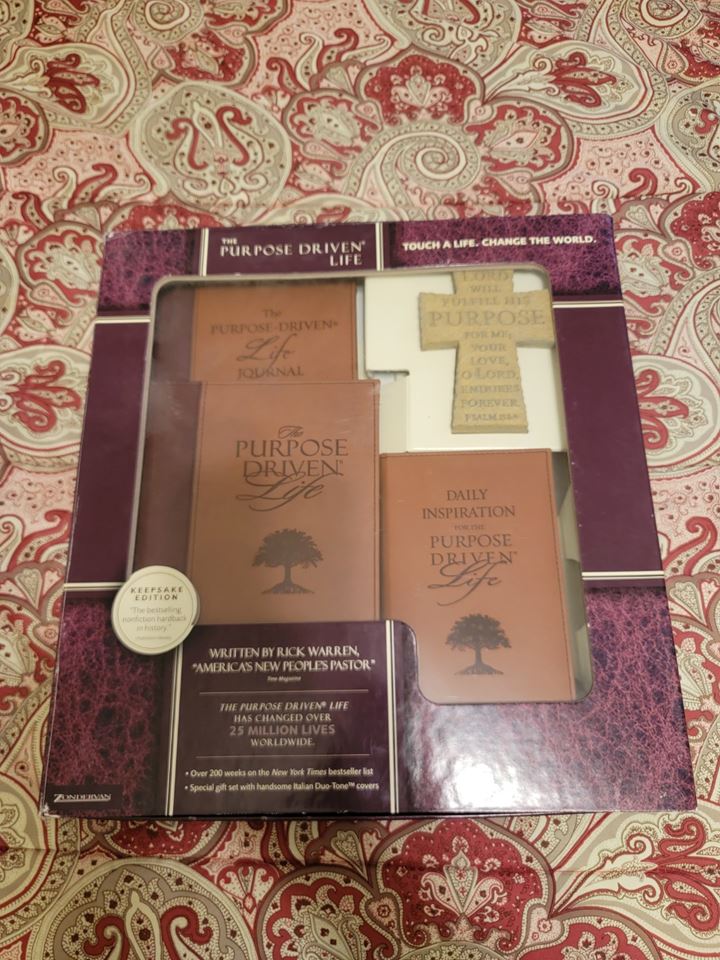 THE
PURPOSE DRIVEN®
LIFE
TOUCH A LIFE. CHANGE THE WORLD.
The
PURPOSE-DRIVEN®
Life
JOURNAL
LORD
WILL
FULFILL HIS
PURPOSE
FOR ME;
YOUR
LOVE,
O LORD,
ENDURES
FOREVER.
PSALM
The
PURPOSE
DRIVEN™
Life
DAILY
INSPIRATION
FOR THE
PURPOSE
DRIVEN™
Life
KEEPSAKE
EDITION
"The bestselling
nonfiction hardback
in history."
WRITTEN BY RICK WARREN,
"AMERICA'S NEW PEOPLE'S PASTOR"
Time Magazine
THE PURPOSE DRIVEN® LIFE
HAS CHANGED OVER
25 MILLION LIVES
WORLDWIDE.
• Over 200 weeks on the New York Times bestseller list
• Special gift set with handsome Italian Duo-Tone™ covers
ZONDERVAN